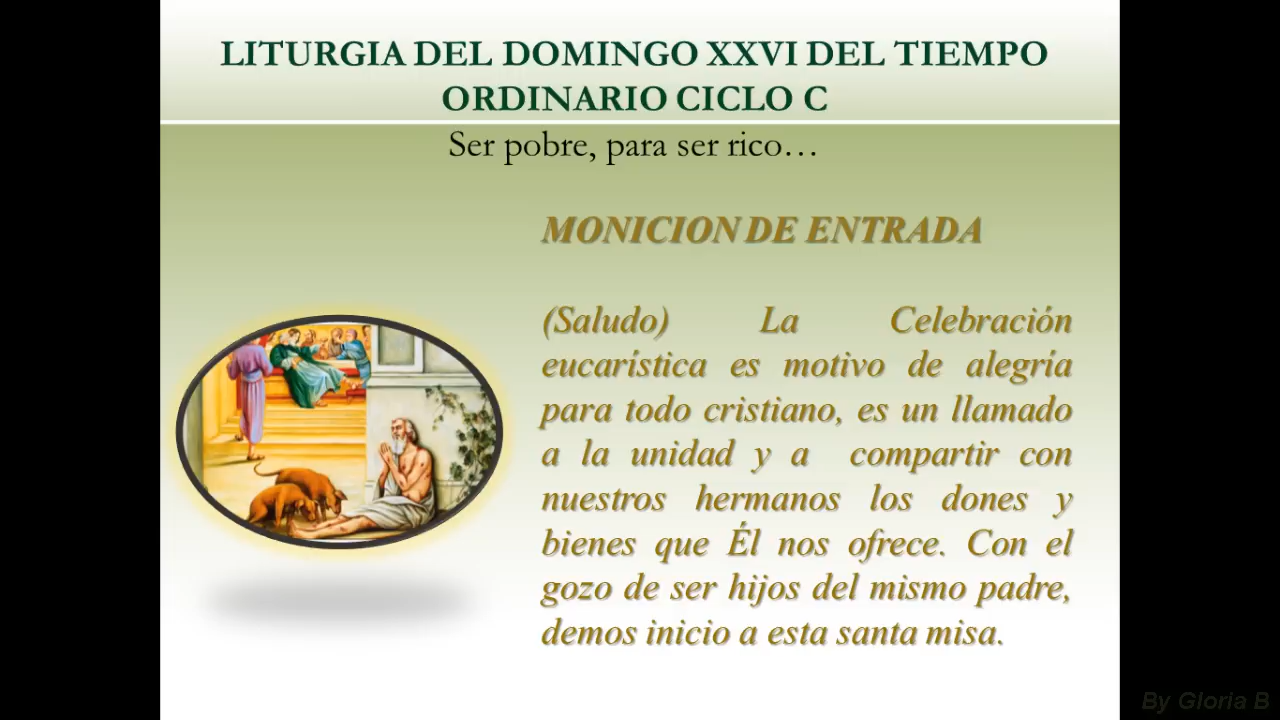 LITURGIA DEL DOMINGO XXVI DEL TIEMPO
ORDINARIO CICLO C
Ser pobre, para ser rico…
MONICION DE ENTRADA
(Saludo) La Celebración
eucarística es motivo de alegría
para todo cristiano, es un llamado
a la unidad y a compartir con
nuestros hermanos los dones y
bienes que Él nos ofrece. Con el
gozo de ser hijos del mismo padre,
demos inicio a esta santa misa.
By Gloria B